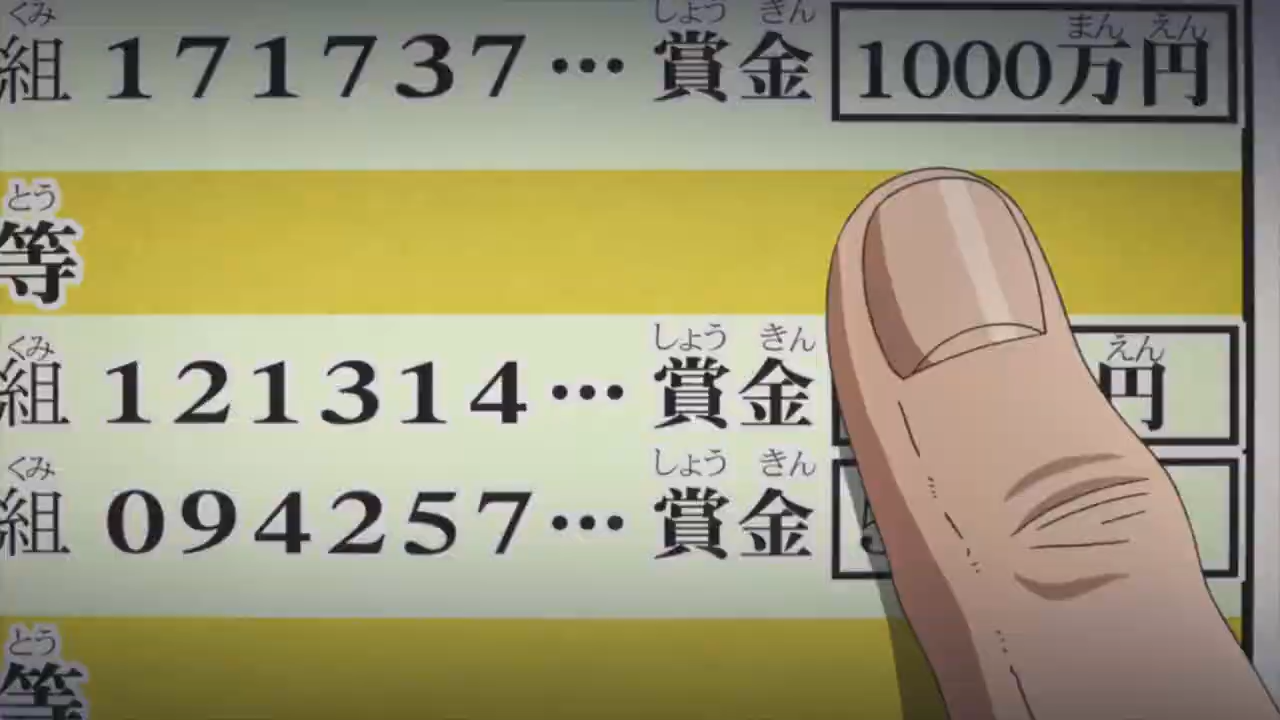 くみ しょう きん まん えん
組 171737… 賞金 1000万円
とう
等
くみ しょう きん えん
組 121314… 賞金 円
くみ しょう きん
組 094257… 賞金 5
とう
等